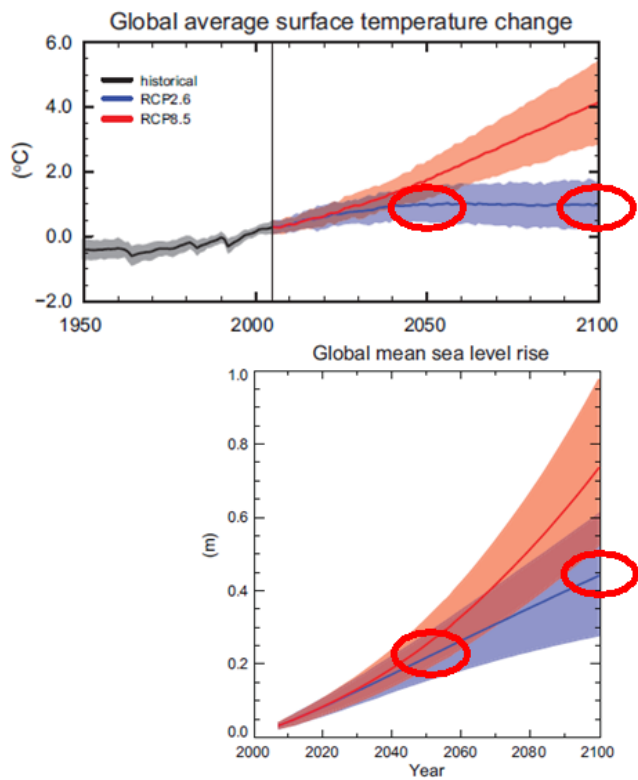 Global average surface temperature change
6.0
historical
RCP2.6
RCP8.5
4.0
(°C)
2.0
0.0
−2.0
1950
2000
2050
2100
Global mean sea level rise
1.0
0.8
0.6
(m)
0.4
0.2
0.0
2000
2020
2040
2060
2080
2100
Year